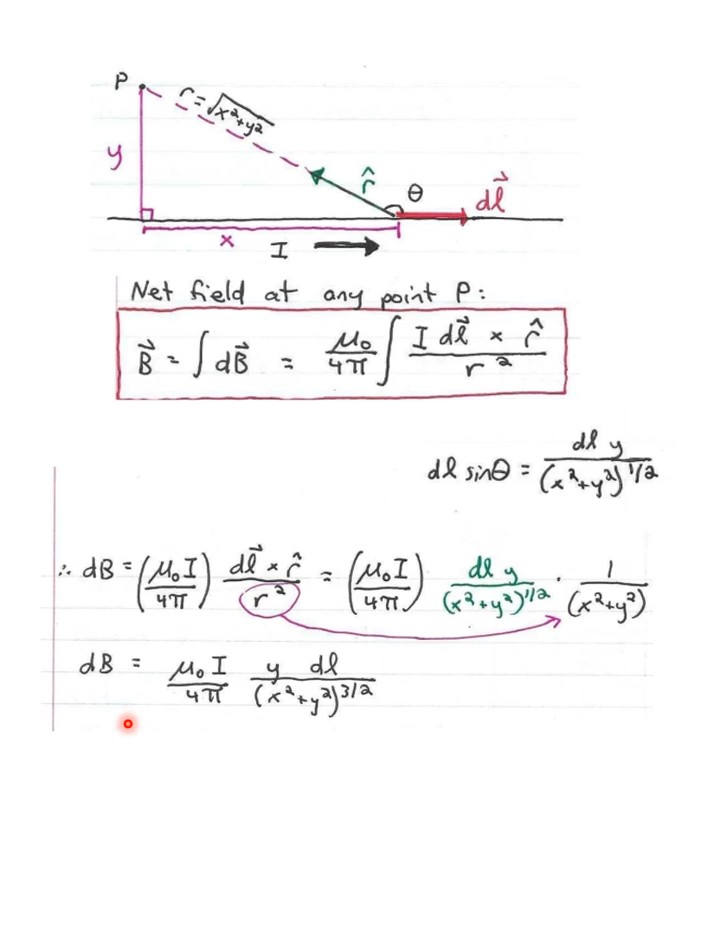 P
r = √x²+y²
y
r̂
θ
dl⃗
x
I
Net field at any point P:
B⃗ = ∫ dB⃗ = μ₀/4π ∫ I dl⃗ × r̂ / r²
dl sinθ = dl y / (x²+y²)^1/2
∴ dB = (μ₀I/4π) dl⃗ × r̂ / r² = (μ₀I/4π) dl y / (x²+y²)^1/2 · 1 / (x²+y²)
dB = μ₀I/4π y dl / (x²+y²)^3/2